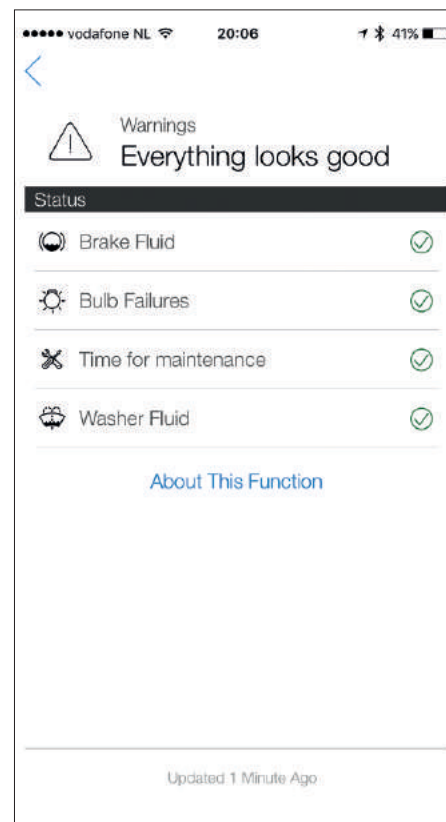 vodafone NL 20:06 41%
Warnings
Everything looks good
Status
Brake Fluid
Bulb Failures
Time for maintenance
Washer Fluid
About This Function
Updated 1 Minute Ago